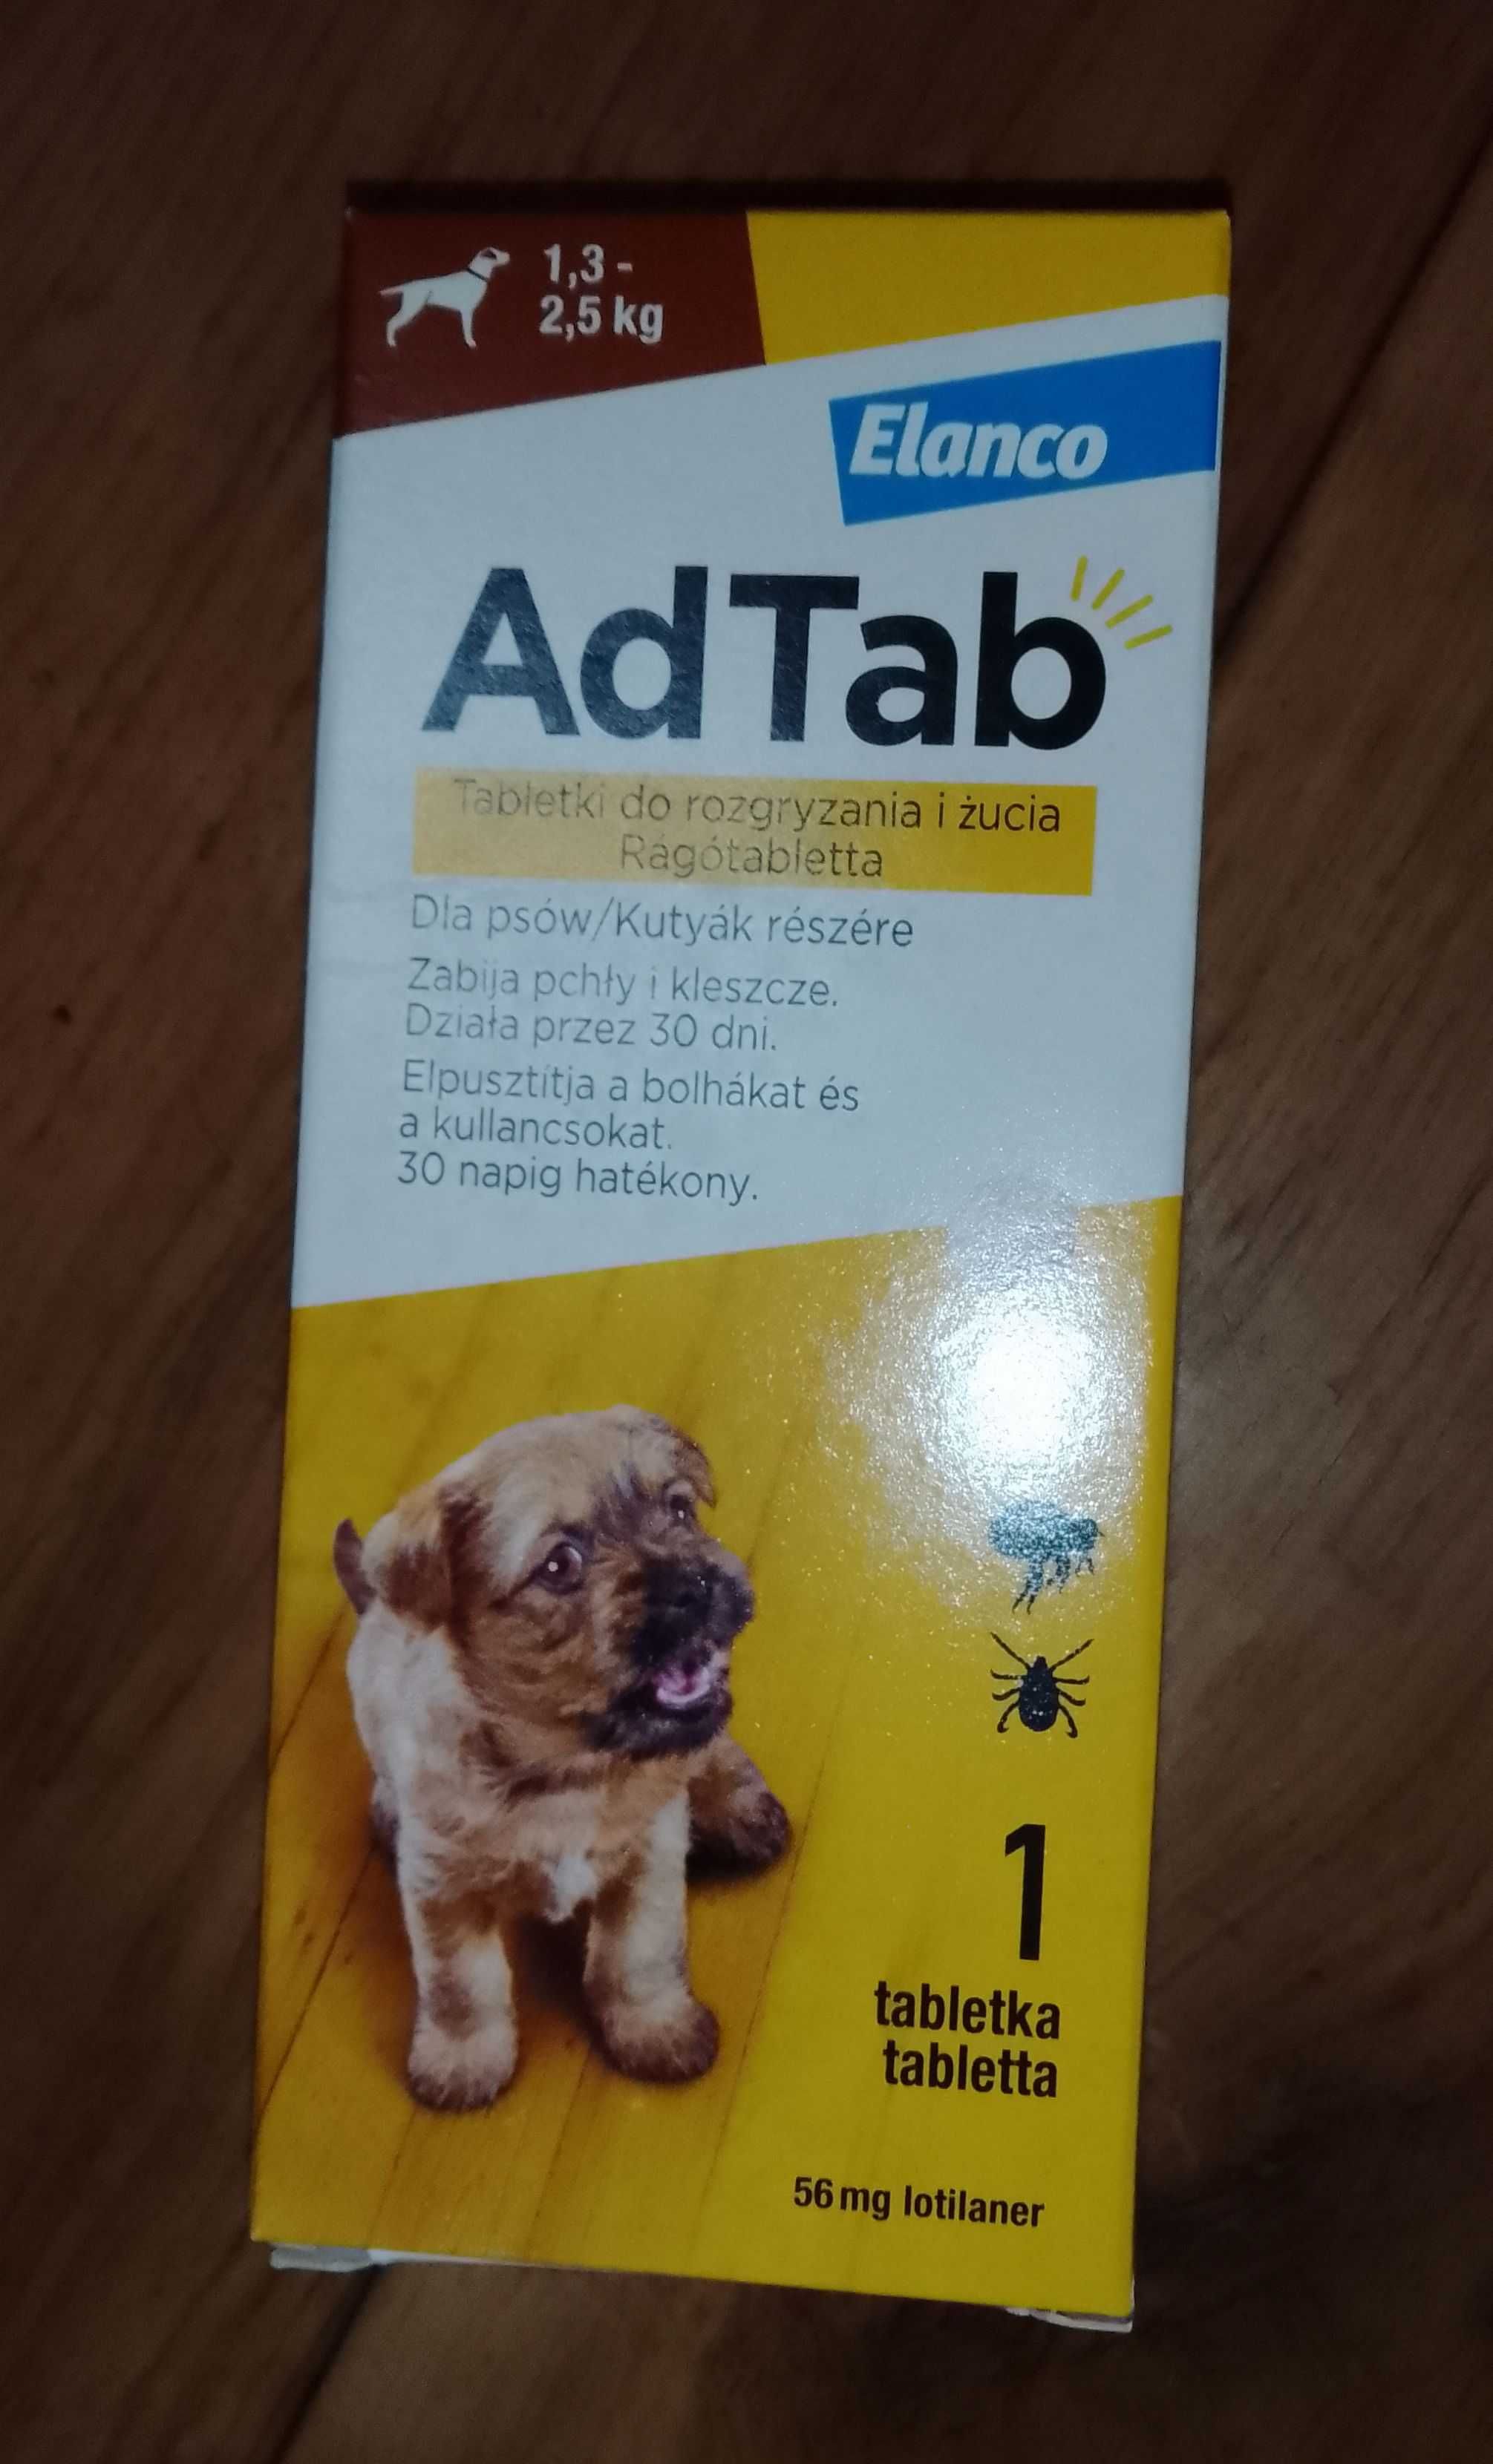 1,3 -
2,5 kg
Elanco
AdTab
Tabletki do rozgryzania i żucia
Rágótabletta
Dla psów/Kutyák részére
Zabija pchły i kleszcze.
Działa przez 30 dni.
Elpusztítja a bolhákat és
a kullancsokat.
30 napig hatékony.
1
tabletka
tabletta
56 mg lotilaner